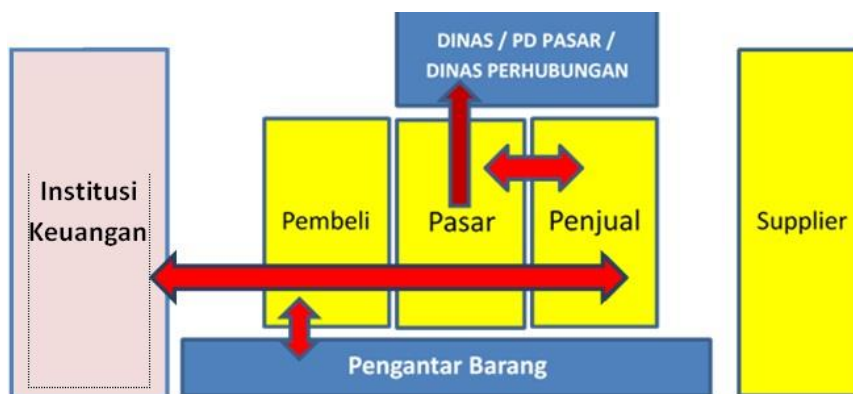 DINAS / PD PASAR /
DINAS PERHUBUNGAN
Institusi
Keuangan
Pembeli
Pasar
Penjual
Supplier
Pengantar Barang